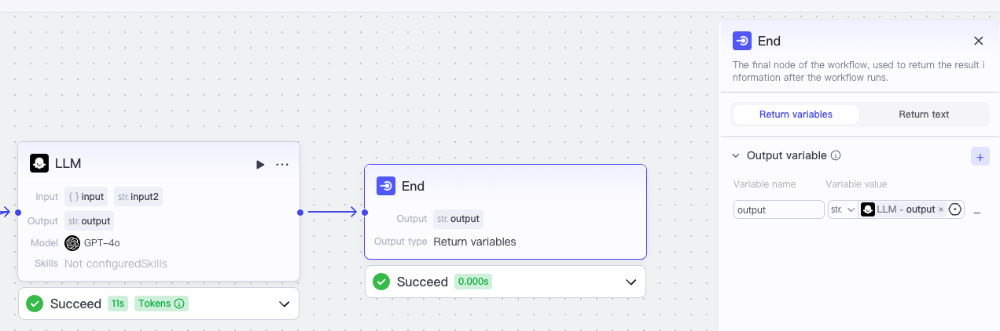 LLM
Input { } input str. input2
Output str. output
Model GPT-4o
Skills Not configuredSkills
Succeed 11s Tokens
End
Output str. output
Output type Return variables
Succeed 0.000s
End
The final node of the workflow, used to return the result i
nformation after the workflow runs.
Return variables Return text
Output variable
Variable name Variable value
output str. LLM - output ×